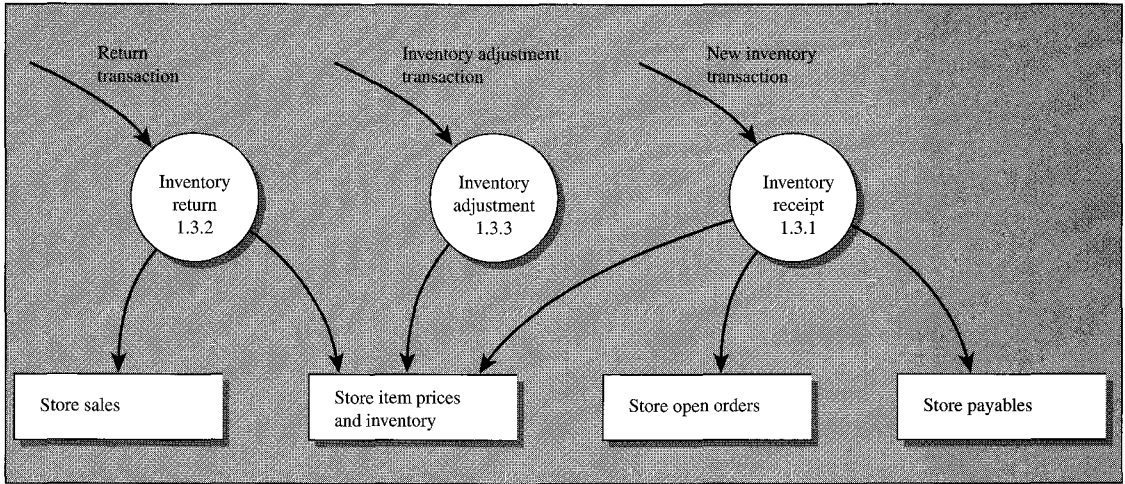 Return
transaction
Inventory adjustment
transaction
New inventory
transaction
Inventory
return
1.3.2
Inventory
adjustment
1.3.3
Inventory
receipt
1.3.1
Store sales
Store item prices
and inventory
Store open orders
Store payables